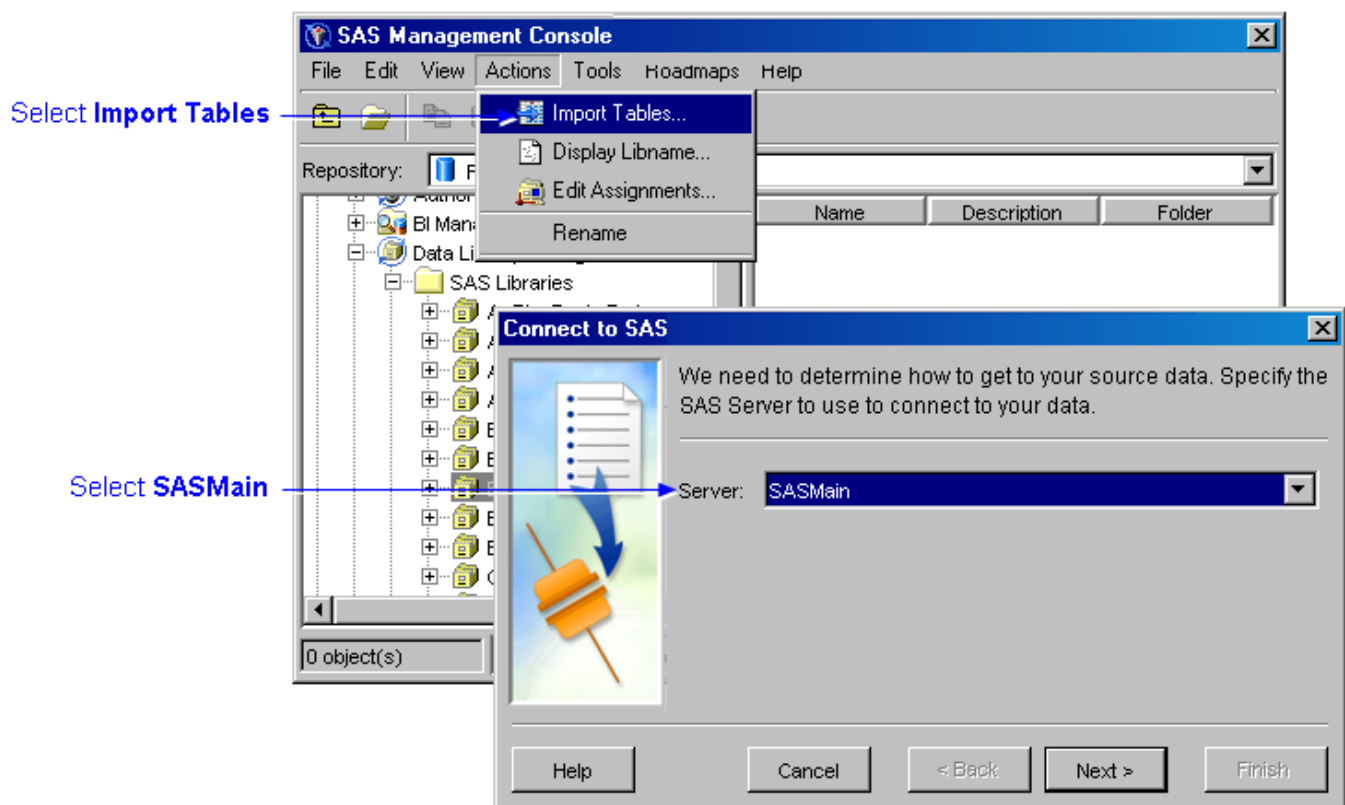 SAS Management Console
File Edit View Actions Tools Roadmaps Help
Select Import Tables
Import Tables...
Display Libname...
Edit Assignments...
Rename
Repository:
Name Description Folder
BI Man
Data Li
SAS Libraries
Connect to SAS
We need to determine how to get to your source data. Specify the
SAS Server to use to connect to your data.
Select SASMain
Server: SASMain
0 object(s)
Help Cancel < Back Next > Finish